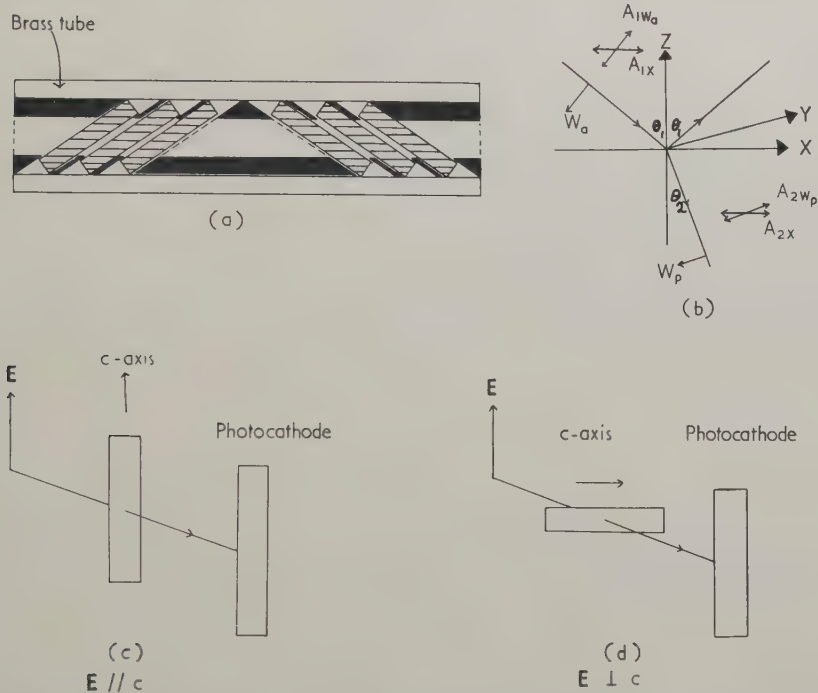 Brass tube
(a)
A₁Wₐ
A₁X
Z
Wₐ
θ₁ θ₁
Y
X
θ₂
A₂Wₚ
A₂X
Wₚ
(b)
c-axis
E
Photocathode
(c)
E // c
E
c-axis
Photocathode
(d)
E ⊥ c